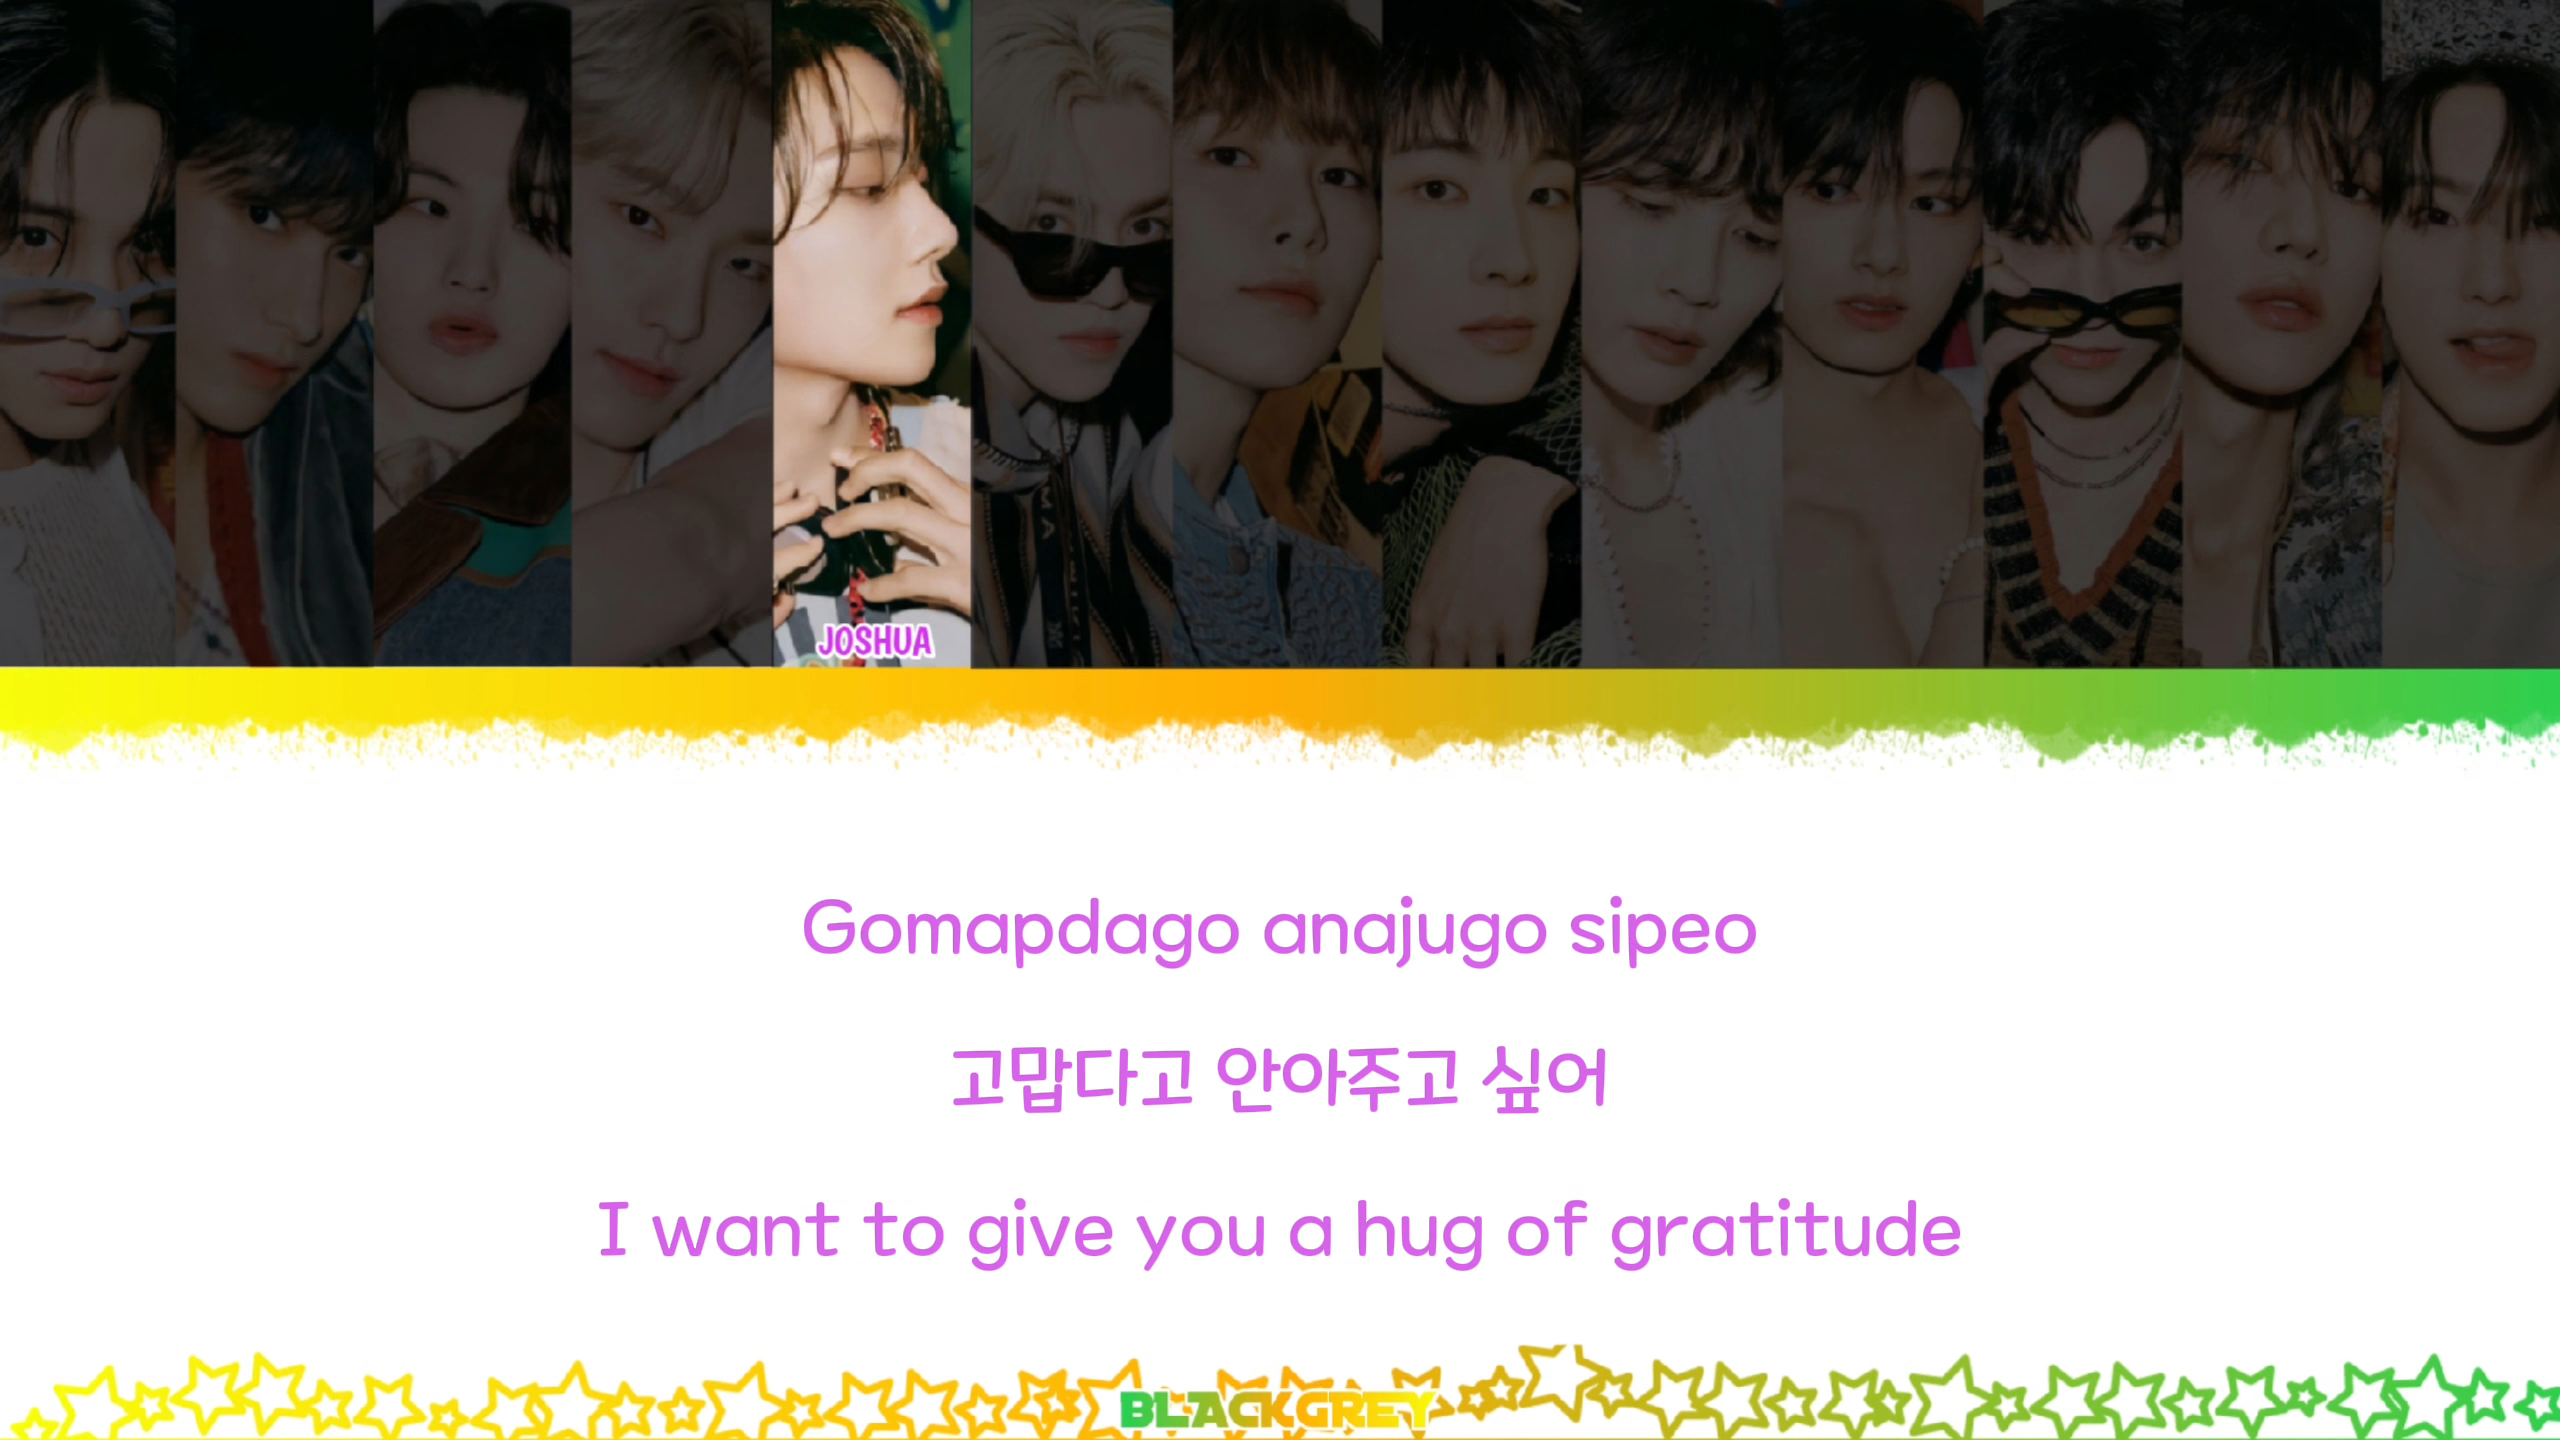 JOSHUA
Gomapdago anajugo sipeo
고맙다고 안아주고 싶어
I want to give you a hug of gratitude
BLACKGREY